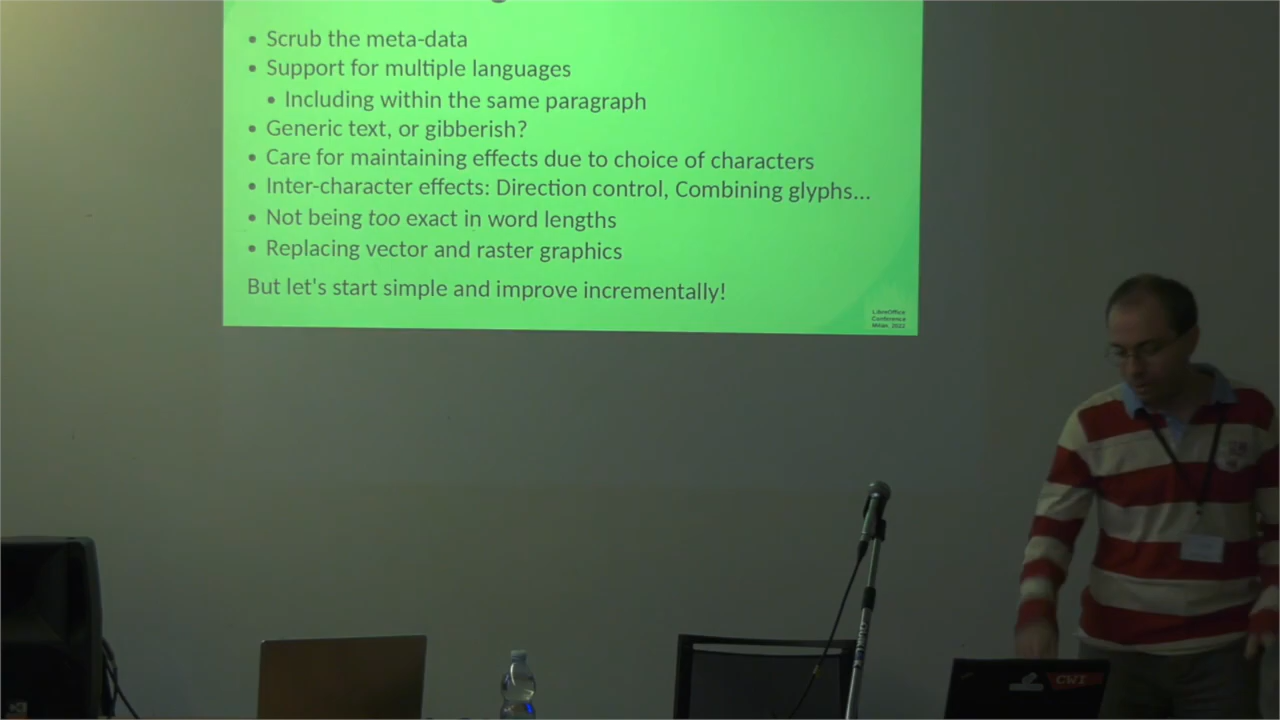 • Scrub the meta-data
• Support for multiple languages
• Including within the same paragraph
• Generic text, or gibberish?
• Care for maintaining effects due to choice of characters
• Inter-character effects: Direction control, Combining glyphs...
• Not being too exact in word lengths
• Replacing vector and raster graphics
But let's start simple and improve incrementally!
LibreOffice
Conference
Milan, 2022
CWI